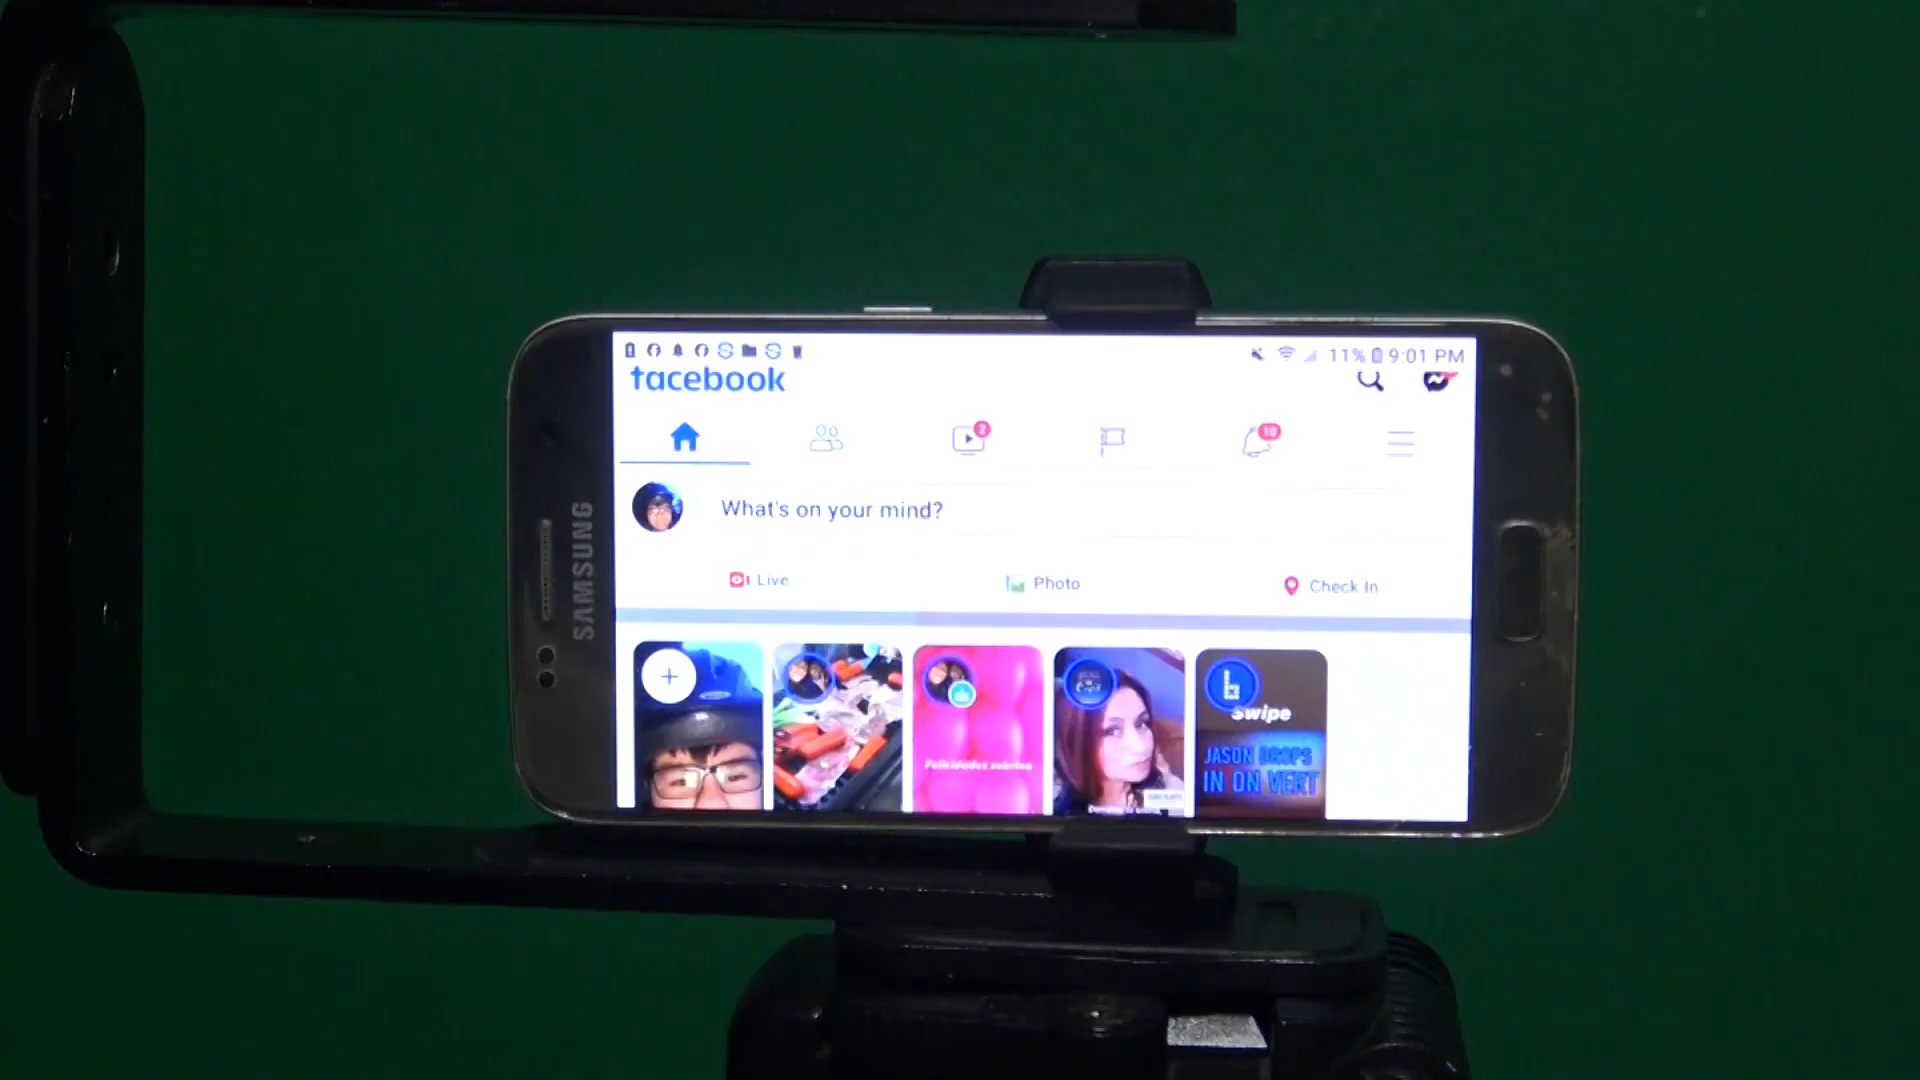 11% 9:01 PM
facebook
2
10
What's on your mind?
Live
Photo
Check In
SAMSUNG
Felicidades sobrino
Swipe
JASON DROPS
IN ON VERT